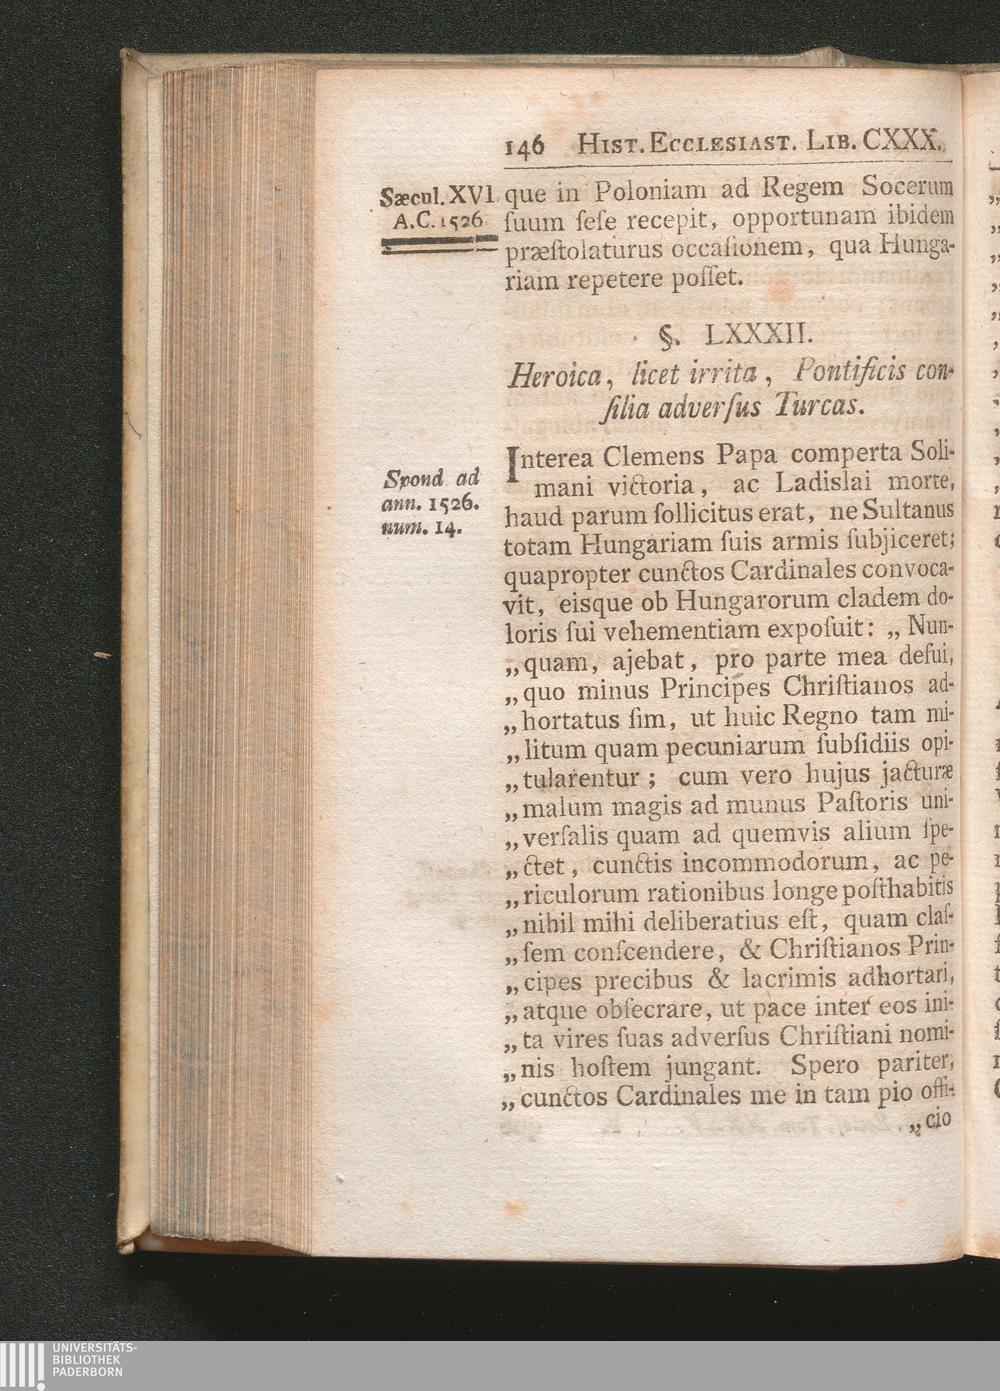 146 HIST. ECCLESIAST. LIB. CXXX.
Sæcul. XVI.
A.C. 1526
que in Poloniam ad Regem Socerum
ſuum ſeſe recepit, opportunam ibidem
præſtolaturus occaſionem, qua Hunga-
riam repetere poſſet.
§. LXXXII.
Heroica, licet irrita, Pontificis con-
ſilia adverſus Turcas.
Spond ad
ann. 1526.
num. 14.
Interea Clemens Papa comperta Soli-
mani victoria, ac Ladislai morte,
haud parum ſollicitus erat, ne Sultanus
totam Hungariam ſuis armis ſubjiceret;
quapropter cunctos Cardinales convoca-
vit, eisque ob Hungarorum cladem do-
loris ſui vehementiam expoſuit: „ Nun-
„quam, ajebat, pro parte mea defui,
„quo minus Principes Chriſtianos ad-
„hortatus ſim, ut huic Regno tam mi-
„litum quam pecuniarum ſubſidiis opi-
„tularentur; cum vero hujus jacturæ
„malum magis ad munus Paſtoris uni-
„verſalis quam ad quemvis alium ſpe-
„ctet, cunctis incommodorum, ac pe-
„riculorum rationibus longe poſthabitis
„nihil mihi deliberatius eſt, quam claſ-
„ſem conſcendere, & Chriſtianos Prin-
„cipes precibus & lacrimis adhortari,
„atque obſecrare, ut pace inter eos ini-
„ta vires ſuas adverſus Chriſtiani nomi-
„nis hoſtem jungant. Spero pariter,
„cunctos Cardinales me in tam pio offi-
„cio
UNIVERSITÄTS-
BIBLIOTHEK
PADERBORN